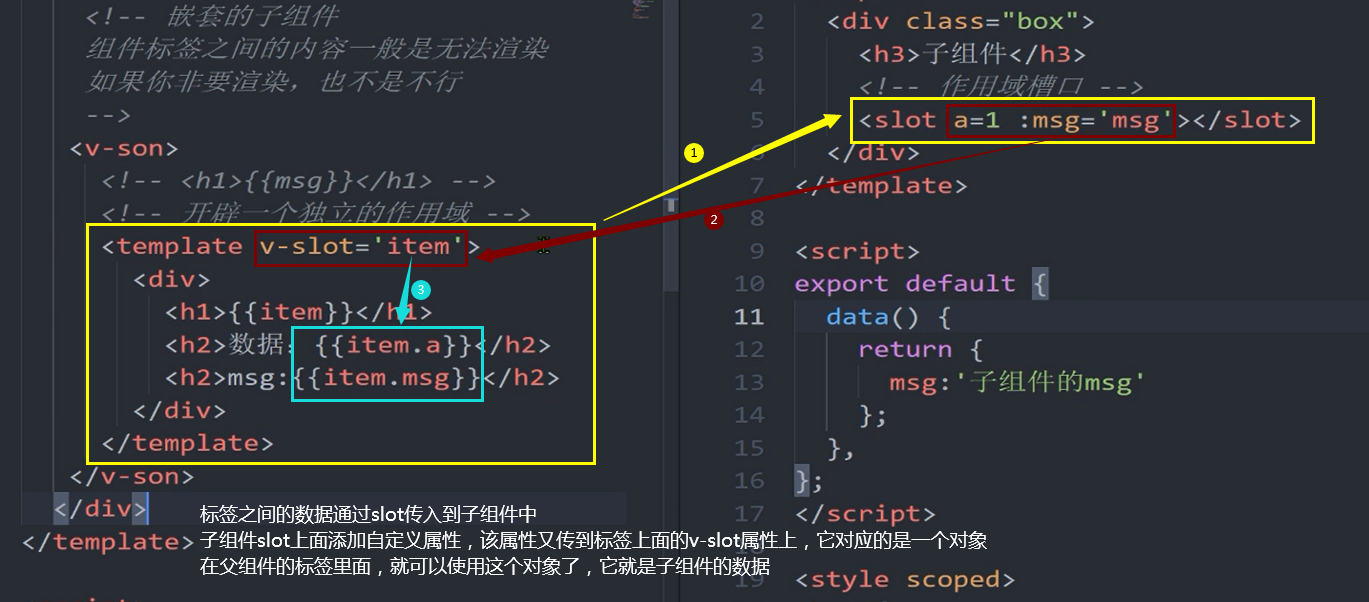 <!-- 嵌套的子组件
组件标签之间的内容一般是无法渲染
如果你非要渲染，也不是不行
-->
<v-son>
<!-- <h1>{{msg}}</h1> -->
<!-- 开辟一个独立的作用域 -->
<template v-slot='item'>
<div>
<h1>{{item}}</h1>
<h2>数据：{{item.a}}</h2>
<h2>msg:{{item.msg}}</h2>
</div>
</template>
</v-son>
</div>
</template>
1
2
3
标签之间的数据通过slot传入到子组件中
子组件slot上面添加自定义属性，该属性又传到标签上面的v-slot属性上，它对应的是一个对象
在父组件的标签里面，就可以使用这个对象了，它就是子组件的数据
2 <div class="box">
3 <h3>子组件</h3>
4 <!-- 作用域槽口 -->
5 <slot a=1 :msg='msg'></slot>
6 </div>
7 </template>
8
9 <script>
10 export default {
11 data() {
12 return {
13 msg:'子组件的msg'
14 };
15 },
16 };
17 </script>
19 <style scoped>